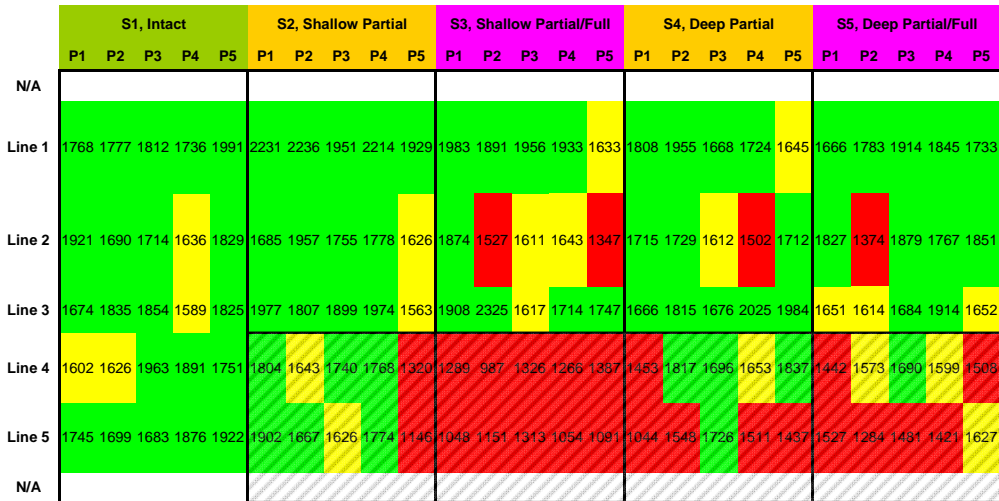 S1, Intact S2, Shallow Partial S3, Shallow Partial/Full S4, Deep Partial S5, Deep Partial/Full
P1 P2 P3 P4 P5 P1 P2 P3 P4 P5 P1 P2 P3 P4 P5 P1 P2 P3 P4 P5 P1 P2 P3 P4 P5
N/A
Line 1 1768 1777 1812 1736 1991 2231 2236 1951 2214 1929 1983 1891 1956 1933 1633 1808 1955 1668 1724 1645 1666 1783 1914 1845 1733
Line 2 1921 1690 1714 1636 1829 1685 1957 1755 1778 1626 1874 1527 1611 1643 1347 1715 1729 1612 1502 1712 1827 1374 1879 1767 1851
Line 3 1674 1835 1854 1589 1825 1977 1807 1899 1974 1563 1908 2325 1617 1714 1747 1666 1815 1676 2025 1984 1651 1614 1684 1914 1652
Line 4 1602 1626 1963 1891 1751 1804 1643 1740 1768 1320 1289 987 1326 1266 1387 1453 1817 1696 1653 1837 1442 1573 1690 1599 1508
Line 5 1745 1699 1683 1876 1922 1902 1667 1626 1774 1146 1048 1151 1313 1054 1091 1044 1548 1726 1511 1437 1527 1284 1481 1421 1627
N/A